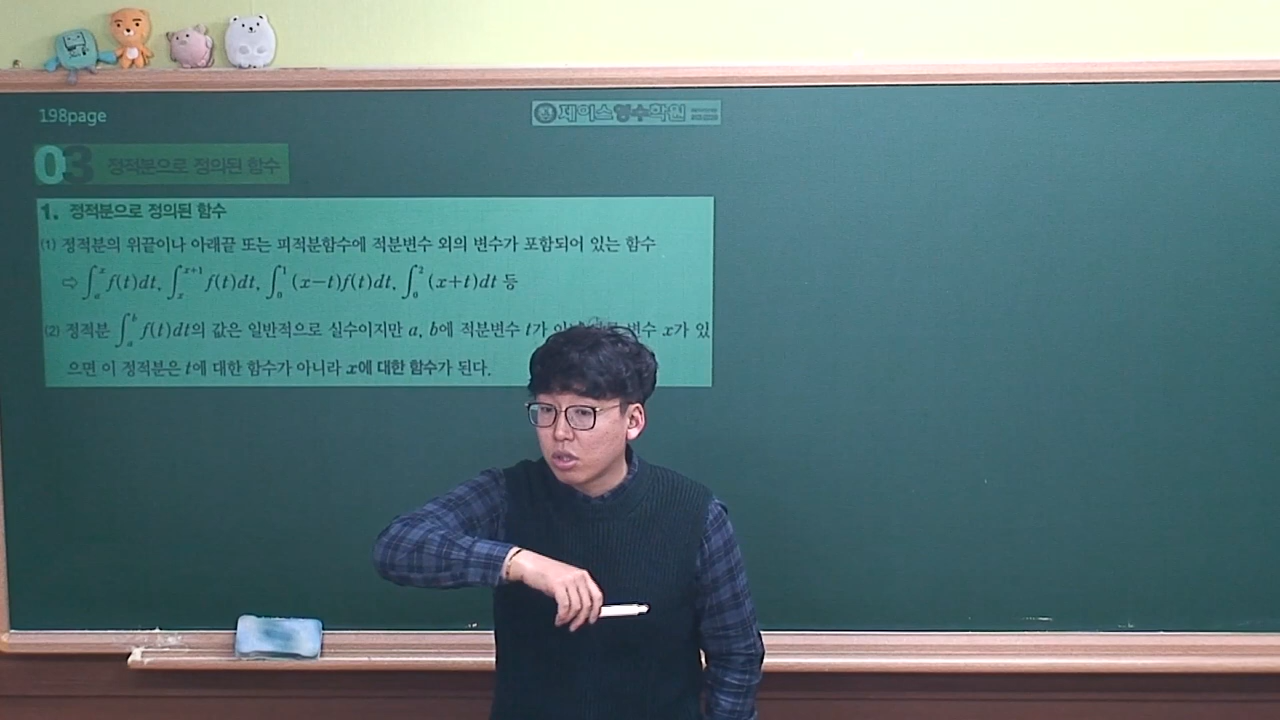 198page
제이스영수학원
03 정적분으로 정의된 함수
1. 정적분으로 정의된 함수
(1) 정적분의 위끝이나 아래끝 또는 피적분함수에 적분변수 외의 변수가 포함되어 있는 함수
⇨ ∫ₐˣ f(t)dt, ∫ₓˣ⁺¹ f(t)dt, ∫₀¹ (x−t)f(t)dt, ∫₀² (x+t)dt 등
(2) 정적분 ∫ₐᵇ f(t)dt의 값은 일반적으로 실수이지만 a, b에 적분변수 t가 변수 x가 있
으면 이 정적분은 t에 대한 함수가 아니라 x에 대한 함수가 된다.